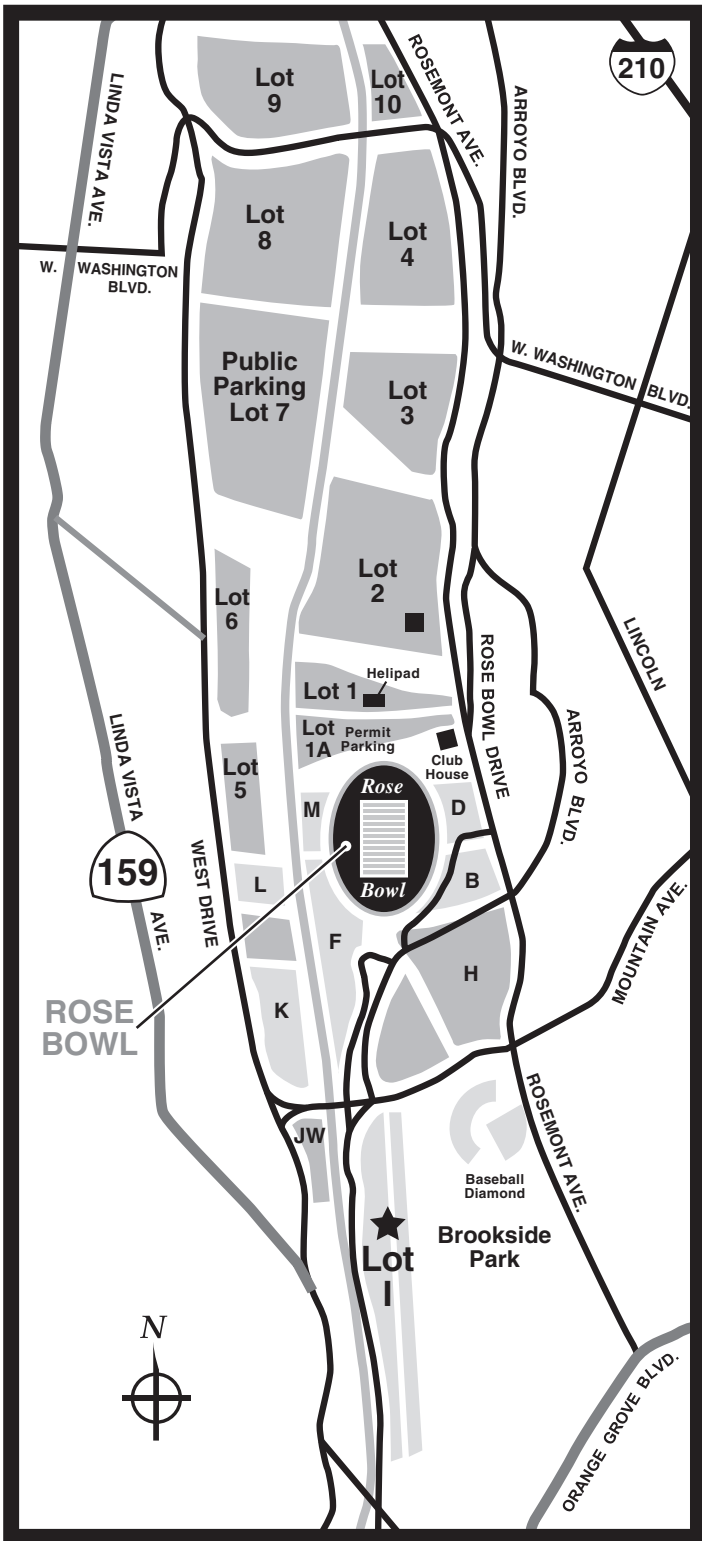 LINDA VISTA AVE.
Lot
9
Lot
10
ROSEMONT AVE.
ARROYO BLVD.
210
W. WASHINGTON
BLVD.
Lot
8
Lot
4
W. WASHINGTON BLVD.
Public
Parking
Lot 7
Lot
3
Lot
2
Lot
6
LINCOLN
Helipad
Lot 1
Lot
1A
Permit
Parking
Club
House
ROSE BOWL DRIVE
ARROYO BLVD.
LINDA VISTA
AVE.
159
Lot
5
WEST DRIVE
Rose
Bowl
M
D
L
B
F
H
K
MOUNTAIN AVE.
ROSE
BOWL
JW
ROSEMONT AVE.
Baseball
Diamond
Brookside
Park
Lot
I
N
ORANGE GROVE BLVD.